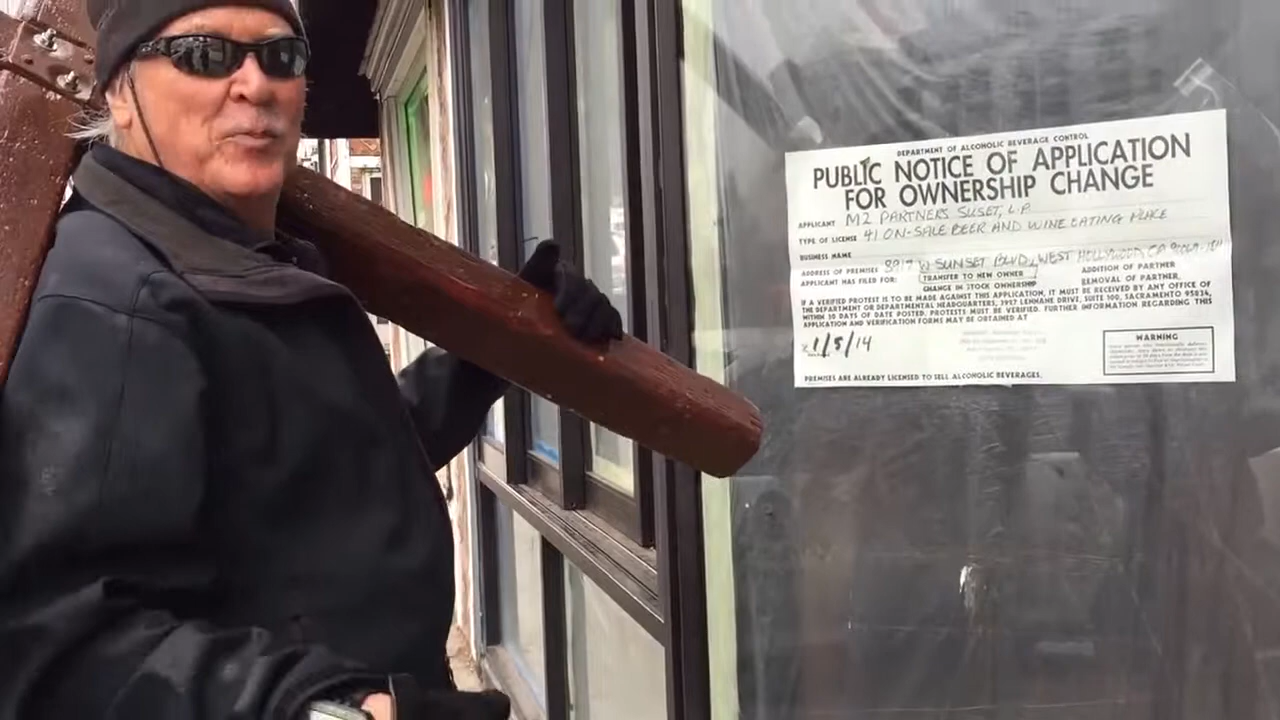 DEPARTMENT OF ALCOHOLIC BEVERAGE CONTROL
PUBLIC NOTICE OF APPLICATION
FOR OWNERSHIP CHANGE
APPLICANT M2 PARTNERS SUSET, L.P.
TYPE OF LICENSE 41 ON-SALE BEER AND WINE EATING PLACE
BUSINESS NAME
ADDRESS OF PREMISES 8917 W SUNSET BLVD, WEST HOLLYWOOD, CA
APPLICANT HAS FILED FOR: TRANSFER TO NEW OWNER ADDITION OF PARTNER
CHANGE IN STOCK OWNERSHIP REMOVAL OF PARTNER
IF A VERIFIED PROTEST IS TO BE MADE AGAINST THIS APPLICATION, IT MUST BE RECEIVED BY ANY OFFICE OF
THE DEPARTMENT OR DEPARTMENTAL HEADQUARTERS, 3927 LENNANE DRIVE, SUITE 100, SACRAMENTO 95834,
WITHIN 30 DAYS OF DATE POSTED. PROTESTS MUST BE VERIFIED. FURTHER INFORMATION REGARDING THIS
APPLICATION AND VERIFICATION FORMS MAY BE OBTAINED AT
1/5/14
WARNING
PREMISES ARE ALREADY LICENSED TO SELL ALCOHOLIC BEVERAGES.